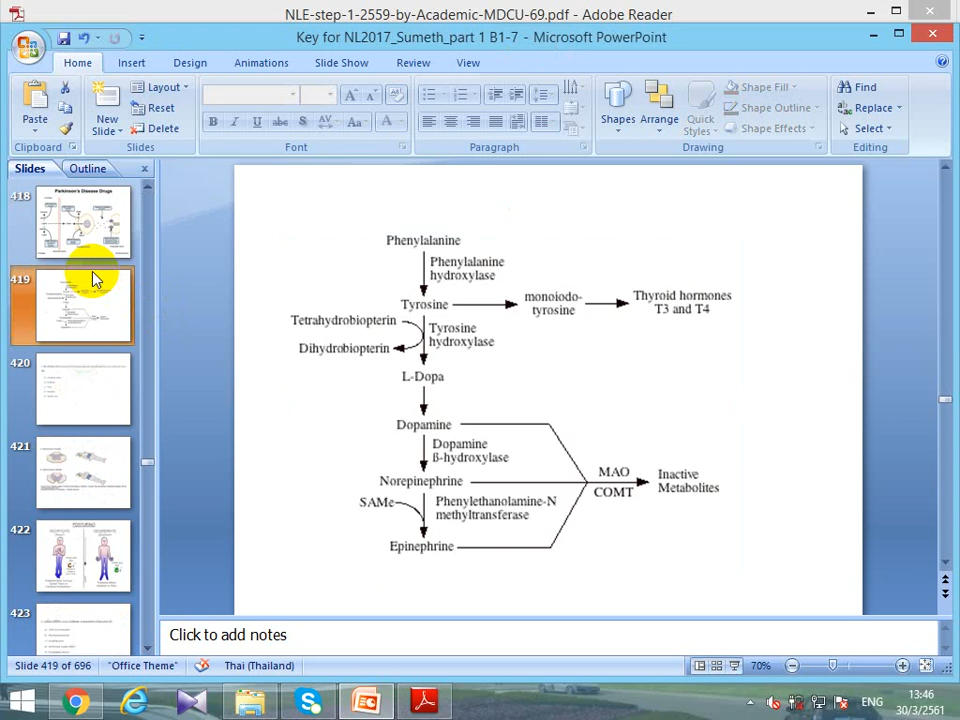 NLE-step-1-2559-by-Academic-MDCU-69.pdf - Adobe Reader
Key for NL2017_Sumeth_part 1 B1-7 - Microsoft PowerPoint
Home Insert Design Animations Slide Show Review View
Paste
Clipboard
New
Slide
Layout
Reset
Delete
Slides
B I U abc S AV Aa A
Font
Paragraph
Shapes
Arrange
Quick
Styles
Shape Fill
Shape Outline
Shape Effects
Drawing
Find
Replace
Select
Editing
Slides Outline
418
Parkinson's Disease Drugs
419
420
421
422
423
Phenylalanine
Phenylalanine
hydroxylase
Tyrosine
monoiodo-
tyrosine
Thyroid hormones
T3 and T4
Tetrahydrobiopterin
Dihydrobiopterin
Tyrosine
hydroxylase
L-Dopa
Dopamine
Dopamine
ß-hydroxylase
Norepinephrine
MAO
COMT
Inactive
Metabolites
SAMe
Phenylethanolamine-N
methyltransferase
Epinephrine
Click to add notes
Slide 419 of 696 "Office Theme" Thai (Thailand) 70%
ENG
13:46
30/3/2561